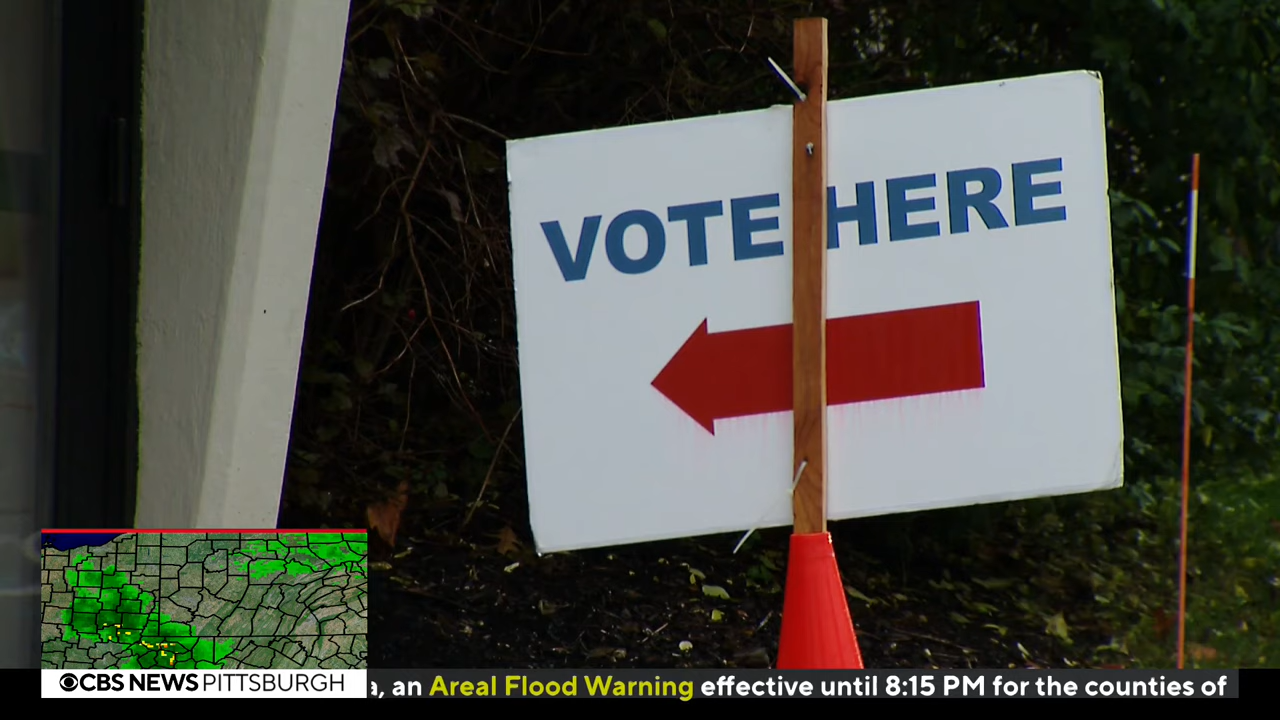 VOTE HERE
CBS NEWS PITTSBURGH
a, an Areal Flood Warning effective until 8:15 PM for the counties of